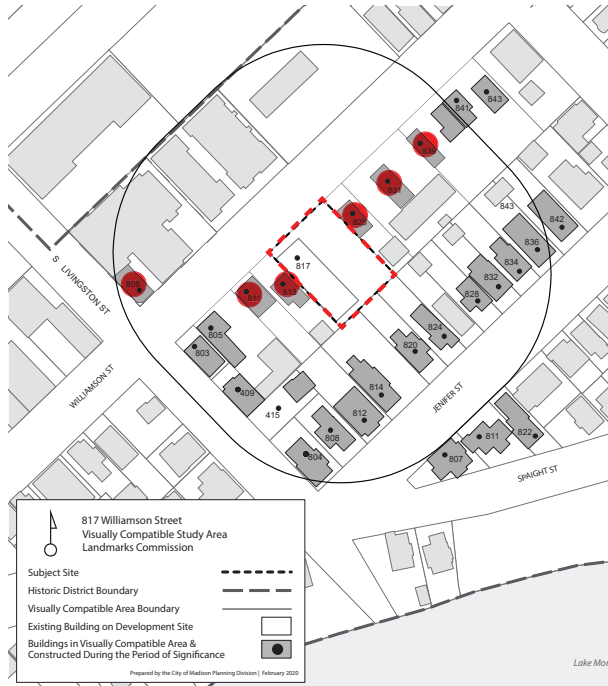 841
843
839
831
825
843
842
817
836
834
808
832
811
813
828
S LIVINGSTON ST
824
805
820
803
WILLIAMSON ST
814
409
JENIFER ST
415
812
808
822
811
804
807
SPAIGHT ST
817 Williamson Street
Visually Compatible Study Area
Landmarks Commission
Subject Site
Historic District Boundary
Visually Compatible Area Boundary
Existing Building on Development Site
Buildings in Visually Compatible Area &
Constructed During the Period of Significance
Prepared by the City of Madison Planning Division | February 2020
Lake Mon